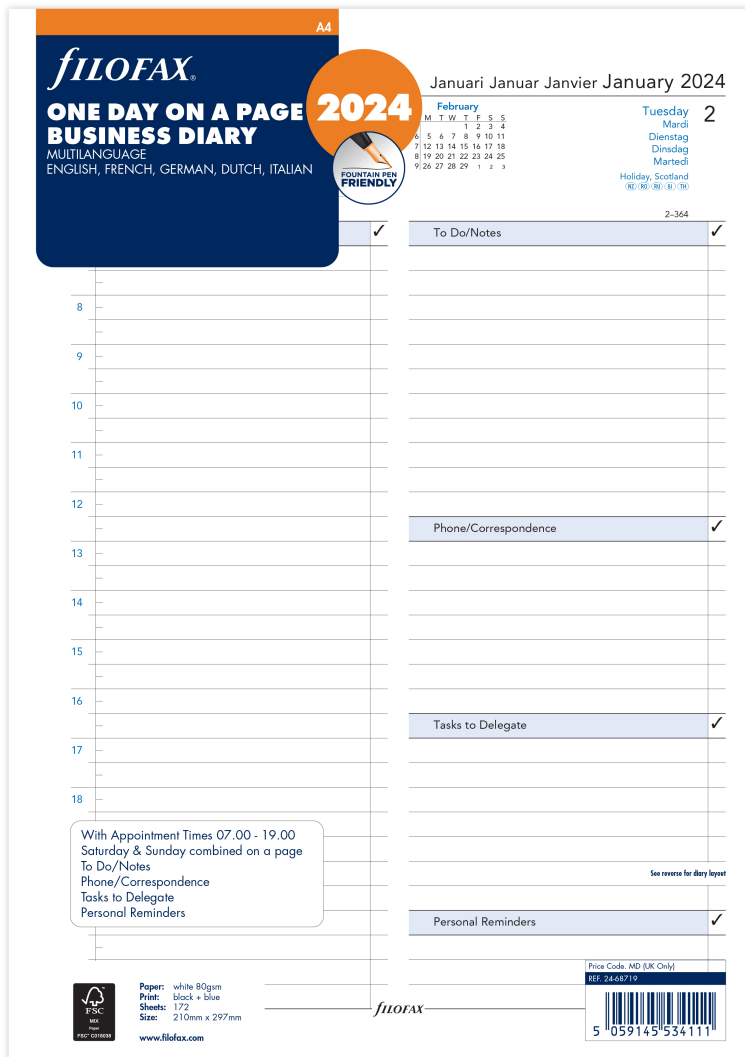 A4
FILOFAX®
ONE DAY ON A PAGE
BUSINESS DIARY
MULTILANGUAGE
ENGLISH, FRENCH, GERMAN, DUTCH, ITALIAN
2024
FOUNTAIN PEN
FRIENDLY
Januari Januar Janvier January 2024
February
M T W T F S S
1 2 3 4
6 5 6 7 8 9 10 11
7 12 13 14 15 16 17 18
8 19 20 21 22 23 24 25
9 26 27 28 29 1 2 3
Tuesday 2
Mardi
Dienstag
Dinsdag
Martedì
Holiday, Scotland
NZ RO RU SI TH
2–364
✓
To Do/Notes ✓
8
9
10
11
12
Phone/Correspondence ✓
13
14
15
16
Tasks to Delegate ✓
17
18
With Appointment Times 07.00 - 19.00
Saturday & Sunday combined on a page
To Do/Notes
Phone/Correspondence
Tasks to Delegate
Personal Reminders
See reverse for diary layout
Personal Reminders ✓
FSC
MIX
Paper
FSC® C018038
Paper: white 80gsm
Print: black + blue
Sheets: 172
Size: 210mm x 297mm
www.filofax.com
FILOFAX
Price Code. MD (UK Only)
REF. 24-68719
5 059145 534111